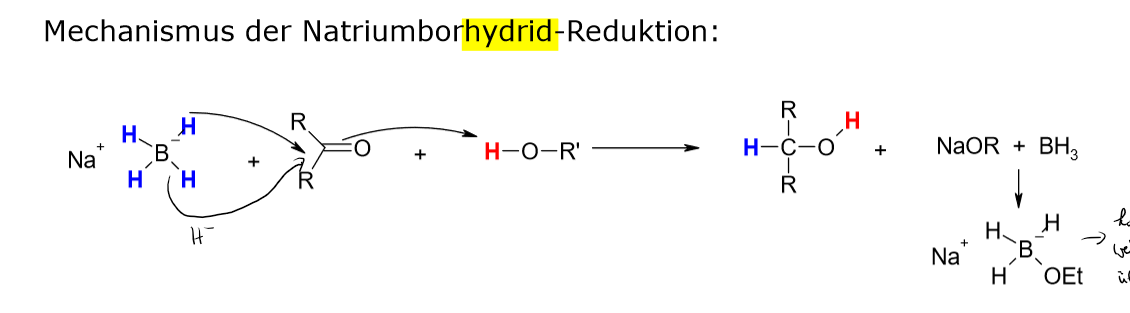 Mechanismus der Natriumborhydrid-Reduktion:
Na+ H H B− H H + R R O + H–O–R' H–C–O H R R + NaOR + BH3
H−
Na+ H H B− H OEt